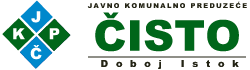 J
K P
Č
JAVNO KOMUNALNO PREDUZEĆE
ČISTO
Doboj Istok